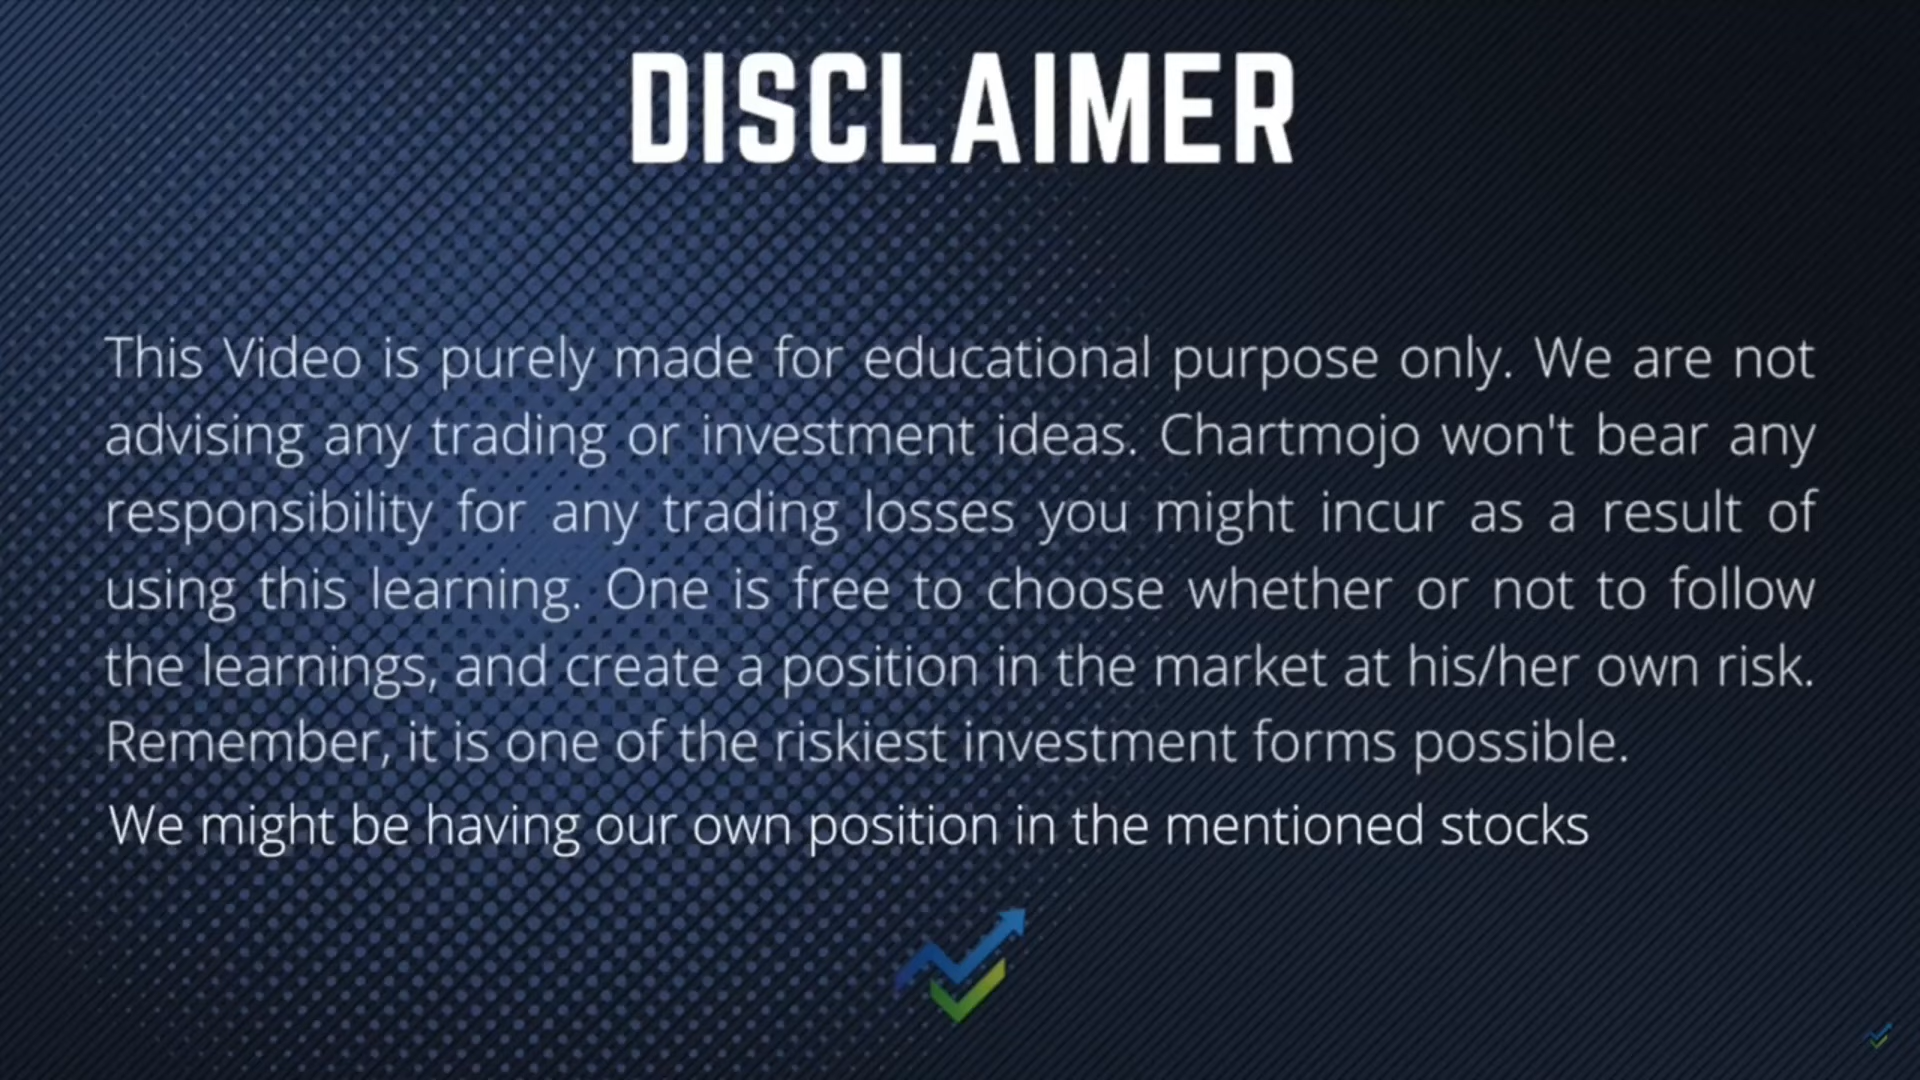 DISCLAIMER
This Video is purely made for educational purpose only. We are not
advising any trading or investment ideas. Chartmojo won't bear any
responsibility for any trading losses you might incur as a result of
using this learning. One is free to choose whether or not to follow
the learnings, and create a position in the market at his/her own risk.
Remember, it is one of the riskiest investment forms possible.
We might be having our own position in the mentioned stocks